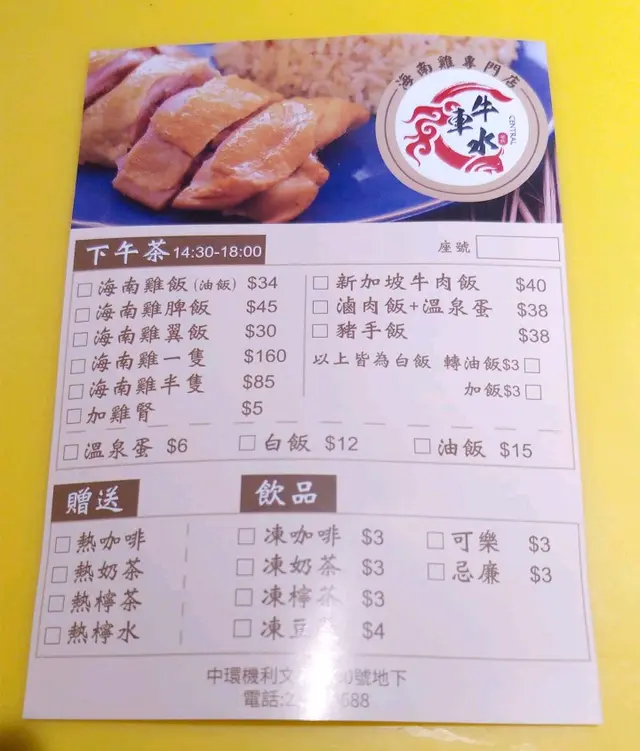 海南雞專門店
牛車水
CENTRAL
下午茶 14:30-18:00
座號
海南雞飯 (油飯) $34
海南雞脾飯 $45
海南雞翼飯 $30
海南雞一隻 $160
海南雞半隻 $85
加雞腎 $5
新加坡牛肉飯 $40
滷肉飯+溫泉蛋 $38
豬手飯 $38
以上皆為白飯 轉油飯$3
加飯$3
溫泉蛋 $6 白飯 $12 油飯 $15
贈送
熱咖啡
熱奶茶
熱檸茶
熱檸水
飲品
凍咖啡 $3
凍奶茶 $3
凍檸茶 $3
凍豆 $4
可樂 $3
忌廉 $3
中環機利文 號地下
電話:2 688